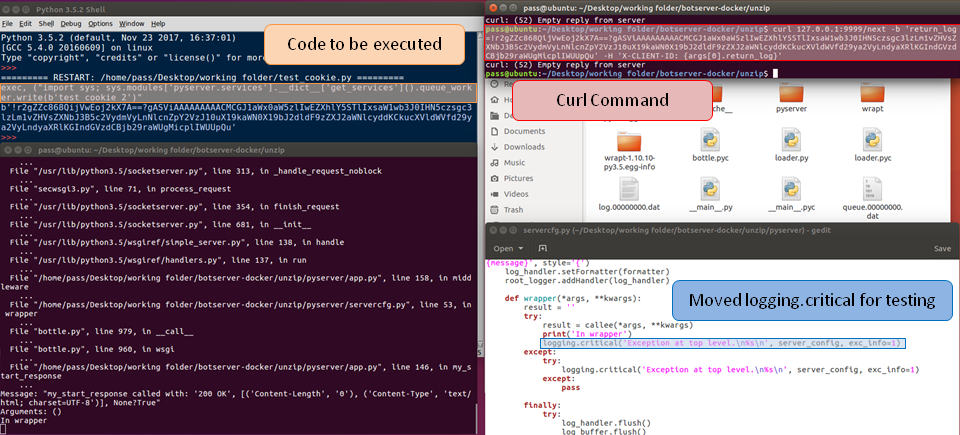 Python 3.5.2 Shell
File Edit Shell Debug Options Window Help
Python 3.5.2 (default, Nov 23 2017, 16:37:01)
[GCC 5.4.0 20160609] on linux
Type "copyright", "credits" or "license()" for more
>>>
========= RESTART: /home/pass/Desktop/working folder/test_cookie.py =========
exec, ("import sys; sys.modules['pyserver.services'].__dict__['get_services']().queue_work
er.write(b'test cookie 2')"
>>>
Code to be executed
pass@ubuntu: ~/Desktop/working folder/botserver-docker/unzip
...
File "/usr/lib/python3.5/socketserver.py", line 313, in _handle_request_noblock
...
File "secwsgi3.py", line 71, in process_request
...
File "/usr/lib/python3.5/socketserver.py", line 354, in finish_request
...
File "/usr/lib/python3.5/socketserver.py", line 681, in __init__
...
File "/usr/lib/python3.5/wsgiref/simple_server.py", line 138, in handle
...
File "/usr/lib/python3.5/wsgiref/handlers.py", line 137, in run
...
File "/home/pass/Desktop/working folder/botserver-docker/unzip/pyserver/app.py", line 158, in midd
leware
...
File "/home/pass/Desktop/working folder/botserver-docker/unzip/pyserver/servercfg.py", line 53, in
wrapper
...
File "bottle.py", line 979, in __call__
...
File "bottle.py", line 960, in wsgi
...
File "/home/pass/Desktop/working folder/botserver-docker/unzip/pyserver/app.py", line 146, in my_s
tart_response
Message: "my_start_response called with: '200 OK', [('Content-Length', '0'), ('Content-Type', 'text/
html; charset=UTF-8')], None?True"
Arguments: ()
In wrapper
pass@ubuntu: ~/Desktop/working folder/botserver-docker/unzip
curl: (52) Empty reply from server
pass@ubuntu:~/Desktop/working folder/botserver-docker/unzip$ curl 127.0.0.1:9999/next -b 'return_log
-H 'X-CLIENT-ID: {args[0].return_log}'
curl: (52) Empty reply from server
pass@ubuntu:~/Desktop/working folder/botserver-docker/unzip$
Curl Command
Documents
Downloads
Music
Pictures
Videos
Trash
pyserver
wrapt
wrapt-1.10.10-
py3.5.egg-info
bottle.pyc
loader.py
loader.pyc
log.00000000.dat
__main__.py
__main__.pyc
queue.00000000.
dat
servercfg.py (~/Desktop/working folder/botserver-docker/unzip/pyserver) - gedit
Open
Save
{message}', style='{')
log_handler.setFormatter(formatter)
root_logger.addHandler(log_handler)
def wrapper(*args, **kwargs):
result = ''
try:
result = callee(*args, **kwargs)
print('In wrapper')
logging.critical('Exception at top level.\n%s\n', server_config, exc_info=1)
except:
try:
logging.critical('Exception at top level.\n%s\n', server_config, exc_info=1)
except:
pass
finally:
try:
log_handler.flush()
log_buffer.flush()
Moved logging.critical for testing